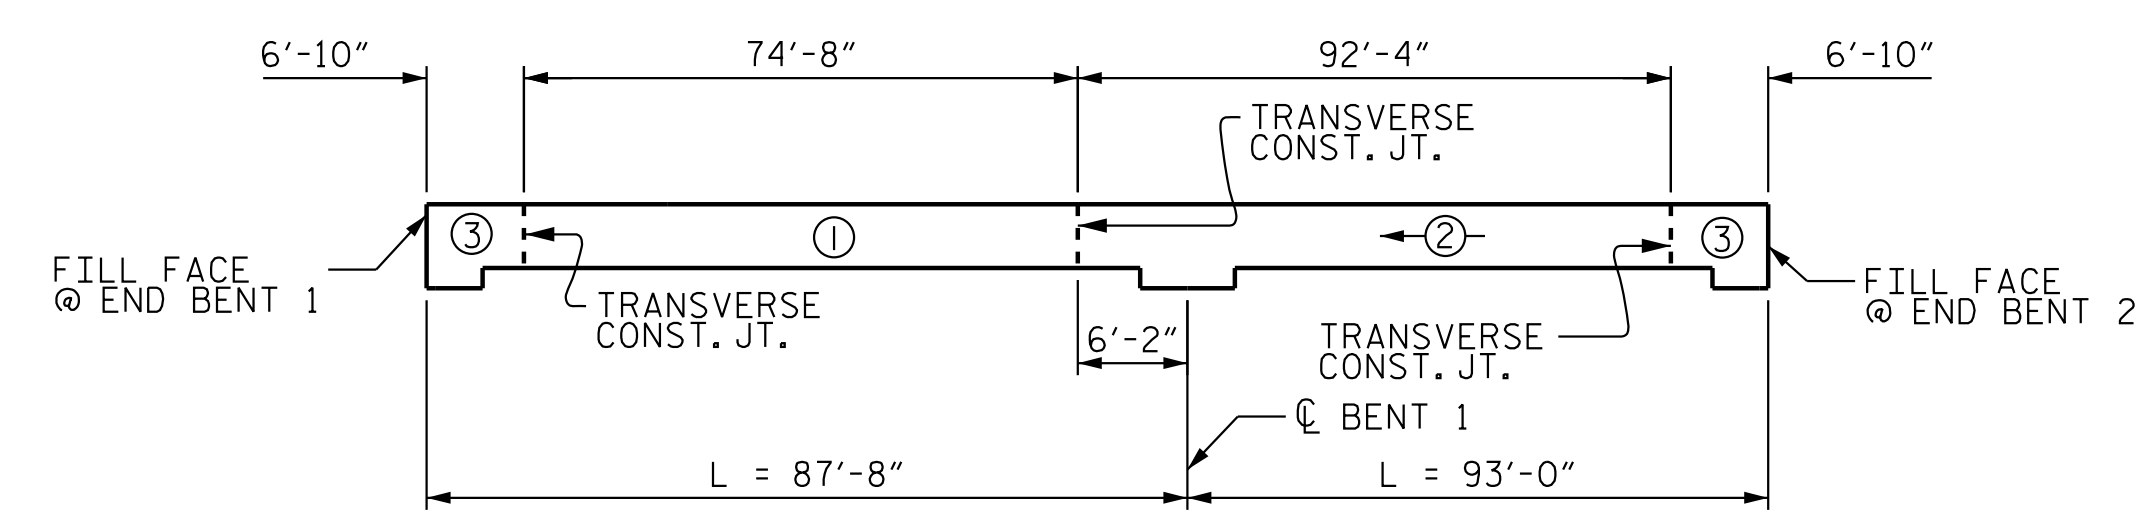 6'-10" 74'-8" 92'-4" 6'-10"
TRANSVERSE
CONST. JT.
3 1 2 3
FILL FACE
@ END BENT 1
FILL FACE
@ END BENT 2
TRANSVERSE
CONST. JT.
6'-2"
TRANSVERSE
CONST. JT.
℄ BENT 1
L = 87'-8" L = 93'-0"